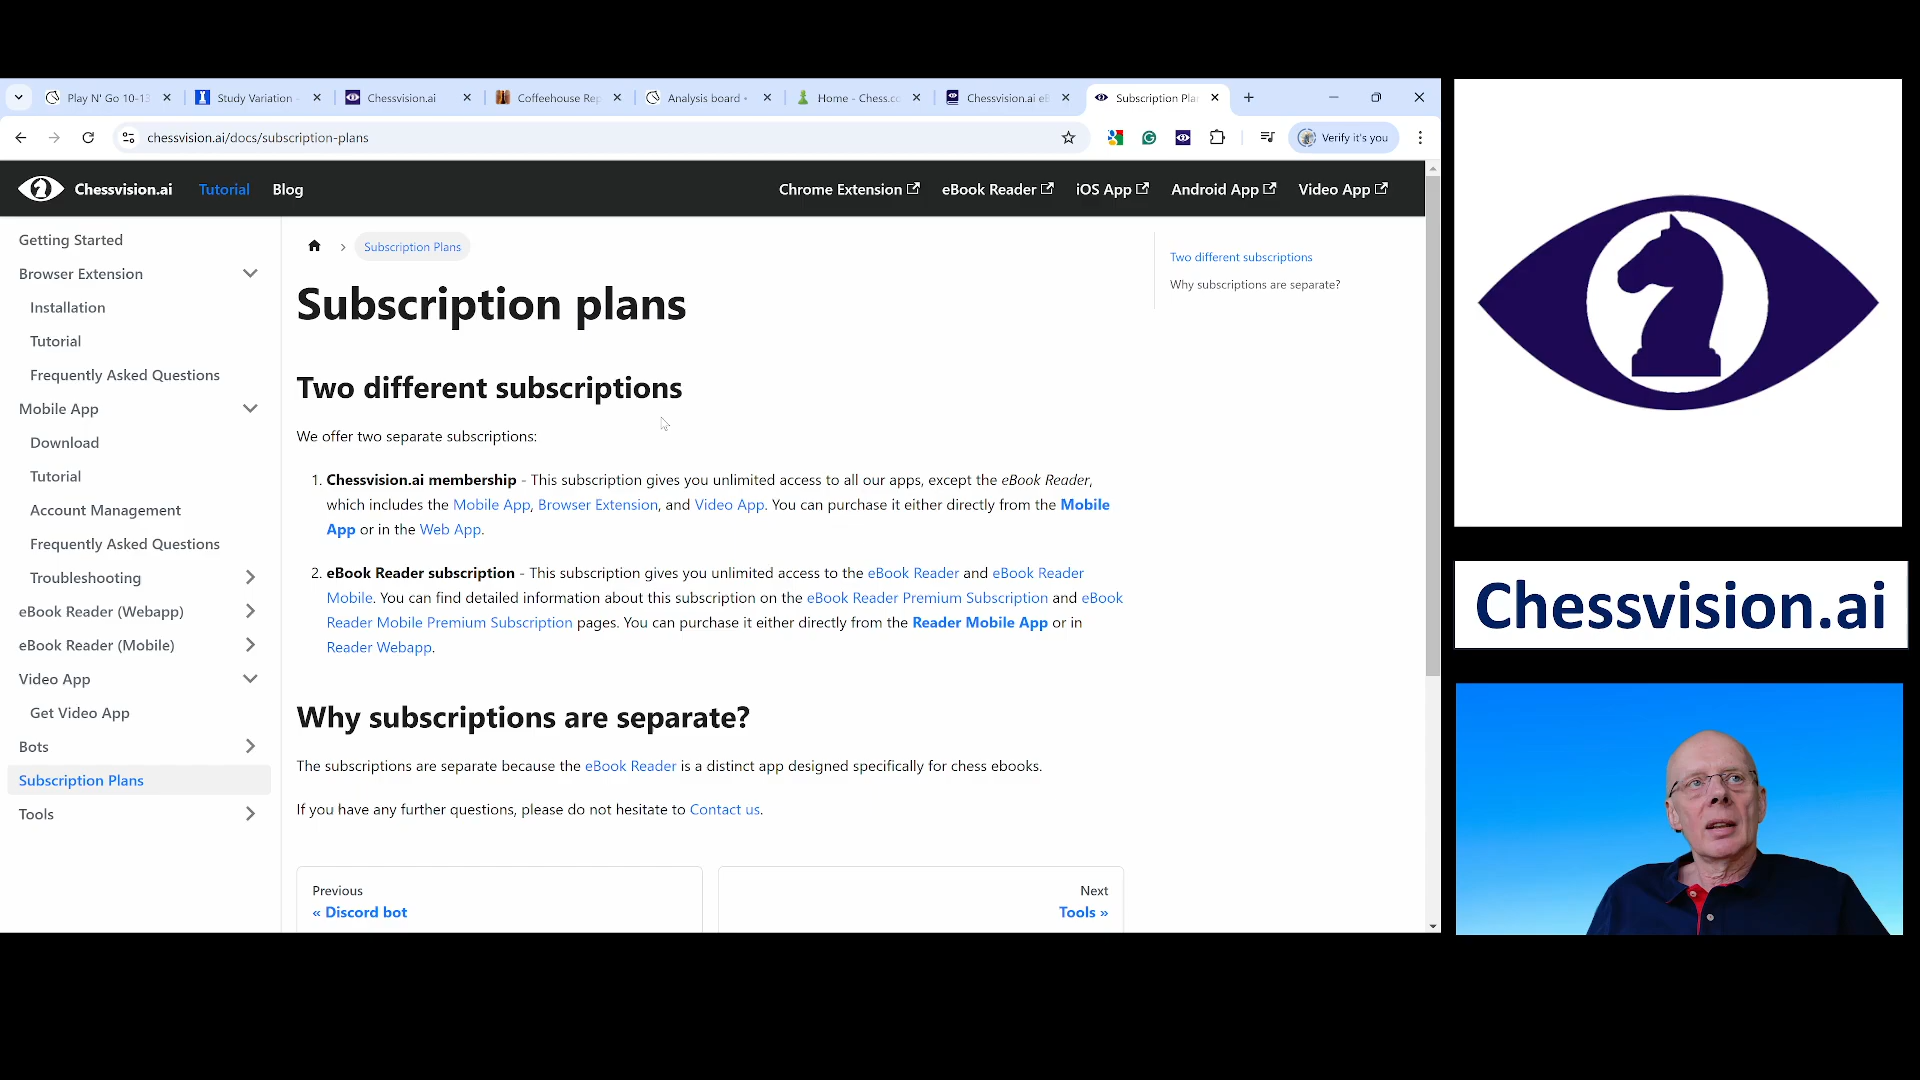 Play N' Go 10-13
Study Variation -
Chessvision.ai
Coffeehouse Rep
Analysis board •
Home - Chess.co
Chessvision.ai eB
Subscription Plan
chessvision.ai/docs/subscription-plans
Verify it's you
Chessvision.ai
Tutorial
Blog
Chrome Extension
eBook Reader
iOS App
Android App
Video App
Getting Started
Browser Extension
Installation
Tutorial
Frequently Asked Questions
Mobile App
Download
Tutorial
Account Management
Frequently Asked Questions
Troubleshooting
eBook Reader (Webapp)
eBook Reader (Mobile)
Video App
Get Video App
Bots
Subscription Plans
Tools
Subscription Plans
Subscription plans
Two different subscriptions
We offer two separate subscriptions:
1. Chessvision.ai membership - This subscription gives you unlimited access to all our apps, except the eBook Reader,
which includes the Mobile App, Browser Extension, and Video App. You can purchase it either directly from the Mobile
App or in the Web App.
2. eBook Reader subscription - This subscription gives you unlimited access to the eBook Reader and eBook Reader
Mobile. You can find detailed information about this subscription on the eBook Reader Premium Subscription and eBook
Reader Mobile Premium Subscription pages. You can purchase it either directly from the Reader Mobile App or in
Reader Webapp.
Why subscriptions are separate?
The subscriptions are separate because the eBook Reader is a distinct app designed specifically for chess ebooks.
If you have any further questions, please do not hesitate to Contact us.
Previous
« Discord bot
Next
Tools »
Two different subscriptions
Why subscriptions are separate?
Chessvision.ai